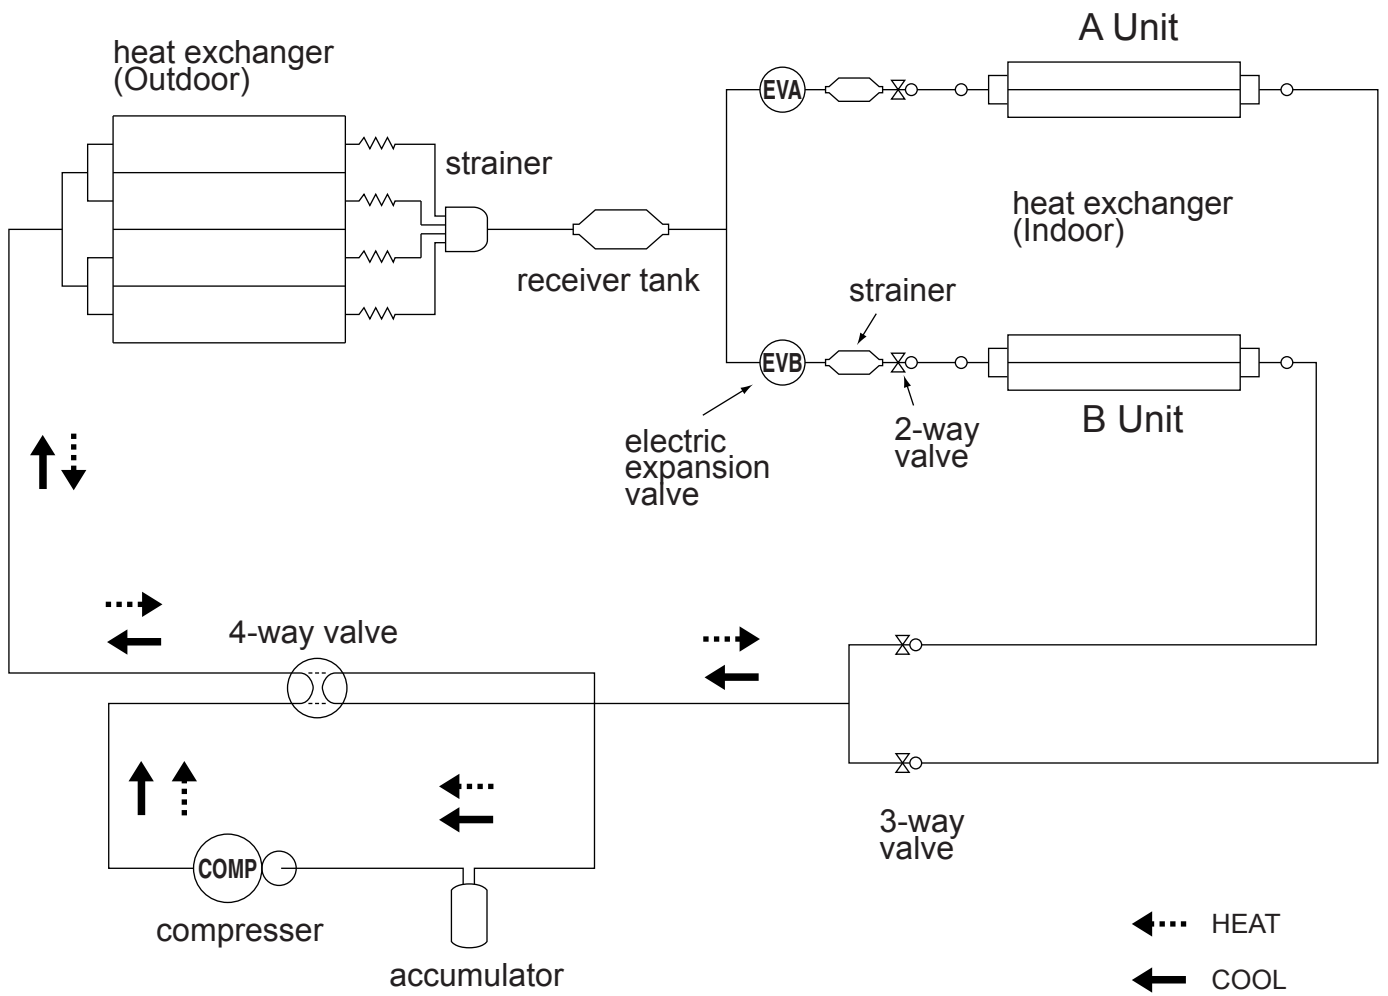 A Unit
heat exchanger
(Outdoor)
EVA
strainer
heat exchanger
(Indoor)
receiver tank
strainer
EVB
B Unit
2-way
valve
electric
expansion
valve
4-way valve
3-way
valve
COMP
compresser
accumulator
HEAT
COOL